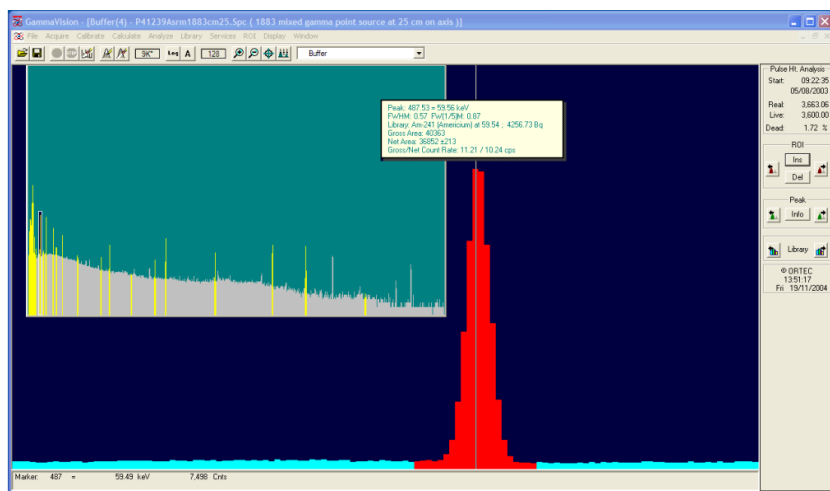 GammaVision - [Buffer(4) - P41239Asrm1883cm25.Spc ( 1883 mixed gamma point source at 25 cm on axis )]
File Acquire Calibrate Calculate Analyze Library Services ROI Display Window
9K" Log A 128 Buffer
Peak: 487.53 = 59.56 keV
FWHM: 0.57 FW(1/5)M: 0.87
Library: Am-241 (Americium) at 59.54 ; 4256.73 Bq
Gross Area: 40363
Net Area: 36852 ±213
Gross/Net Count Rate: 11.21 / 10.24 cps
Pulse Ht. Analysis
Start: 09:22:35
05/08/2003
Real: 3,663.06
Live: 3,600.00
Dead: 1.72 %
ROI
Ins
Del
Peak
Info
Library
© ORTEC
13:51:17
Fri 19/11/2004
Marker: 487 = 59.49 keV 7,498 Cnts